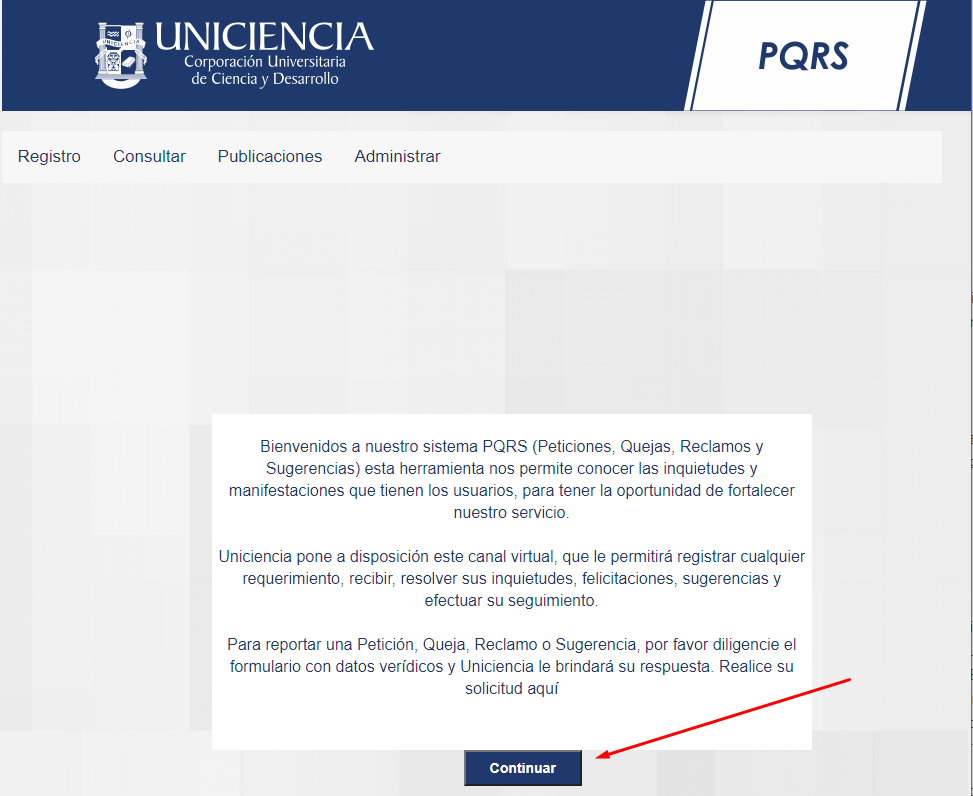 UNICIENCIA
UNICIENCIA
Corporación Universitaria
de Ciencia y Desarrollo
PQRS
Registro Consultar Publicaciones Administrar
Bienvenidos a nuestro sistema PQRS (Peticiones, Quejas, Reclamos y
Sugerencias) esta herramienta nos permite conocer las inquietudes y
manifestaciones que tienen los usuarios, para tener la oportunidad de fortalecer
nuestro servicio.
Uniciencia pone a disposición este canal virtual, que le permitirá registrar cualquier
requerimiento, recibir, resolver sus inquietudes, felicitaciones, sugerencias y
efectuar su seguimiento.
Para reportar una Petición, Queja, Reclamo o Sugerencia, por favor diligencie el
formulario con datos verídicos y Uniciencia le brindará su respuesta. Realice su
solicitud aquí
Continuar